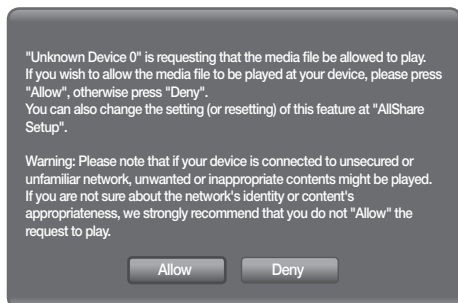 "Unknown Device 0" is requesting that the media file be allowed to play.
If you wish to allow the media file to be played at your device, please press
"Allow", otherwise press "Deny".
You can also change the setting (or resetting) of this feature at "AllShare
Setup".
Warning: Please note that if your device is connected to unsecured or
unfamiliar network, unwanted or inappropriate contents might be played.
If you are not sure about the network's identity or content's
appropriateness, we strongly recommend that you do not "Allow" the
request to play.
Allow
Deny